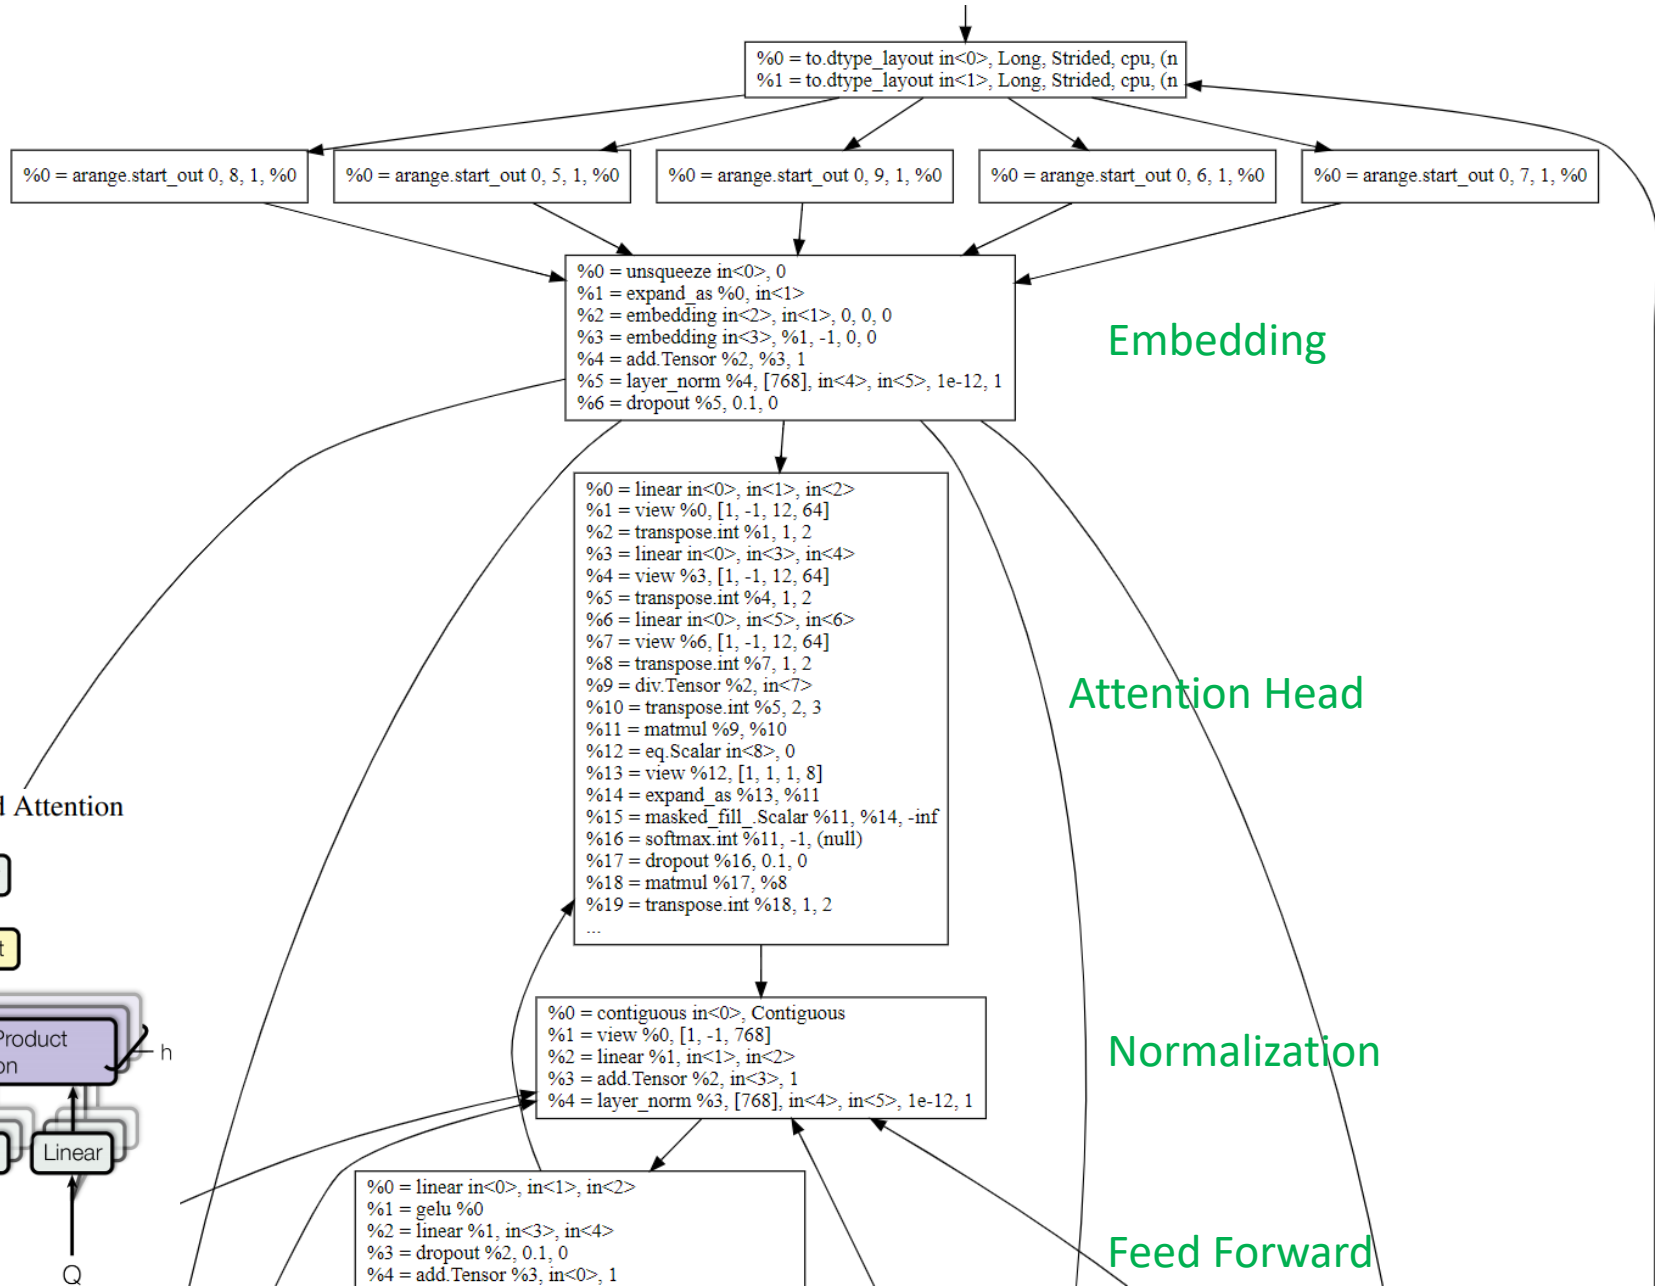 %0 = to.dtype_layout in<0>, Long, Strided, cpu, (n
%1 = to.dtype_layout in<1>, Long, Strided, cpu, (n
%0 = arange.start_out 0, 8, 1, %0
%0 = arange.start_out 0, 5, 1, %0
%0 = arange.start_out 0, 9, 1, %0
%0 = arange.start_out 0, 6, 1, %0
%0 = arange.start_out 0, 7, 1, %0
%0 = unsqueeze in<0>, 0
%1 = expand_as %0, in<1>
%2 = embedding in<2>, in<1>, 0, 0, 0
%3 = embedding in<3>, %1, -1, 0, 0
%4 = add.Tensor %2, %3, 1
%5 = layer_norm %4, [768], in<4>, in<5>, 1e-12, 1
%6 = dropout %5, 0.1, 0
Embedding
%0 = linear in<0>, in<1>, in<2>
%1 = view %0, [1, -1, 12, 64]
%2 = transpose.int %1, 1, 2
%3 = linear in<0>, in<3>, in<4>
%4 = view %3, [1, -1, 12, 64]
%5 = transpose.int %4, 1, 2
%6 = linear in<0>, in<5>, in<6>
%7 = view %6, [1, -1, 12, 64]
%8 = transpose.int %7, 1, 2
%9 = div.Tensor %2, in<7>
%10 = transpose.int %5, 2, 3
%11 = matmul %9, %10
%12 = eq.Scalar in<8>, 0
%13 = view %12, [1, 1, 1, 8]
%14 = expand_as %13, %11
%15 = masked_fill_.Scalar %11, %14, -inf
%16 = softmax.int %11, -1, (null)
%17 = dropout %16, 0.1, 0
%18 = matmul %17, %8
%19 = transpose.int %18, 1, 2
...
Attention Head
d Attention
t
Product
on
h
Linear
Q
%0 = contiguous in<0>, Contiguous
%1 = view %0, [1, -1, 768]
%2 = linear %1, in<1>, in<2>
%3 = add.Tensor %2, in<3>, 1
%4 = layer_norm %3, [768], in<4>, in<5>, 1e-12, 1
Normalization
%0 = linear in<0>, in<1>, in<2>
%1 = gelu %0
%2 = linear %1, in<3>, in<4>
%3 = dropout %2, 0.1, 0
%4 = add.Tensor %3, in<0>, 1
Feed Forward